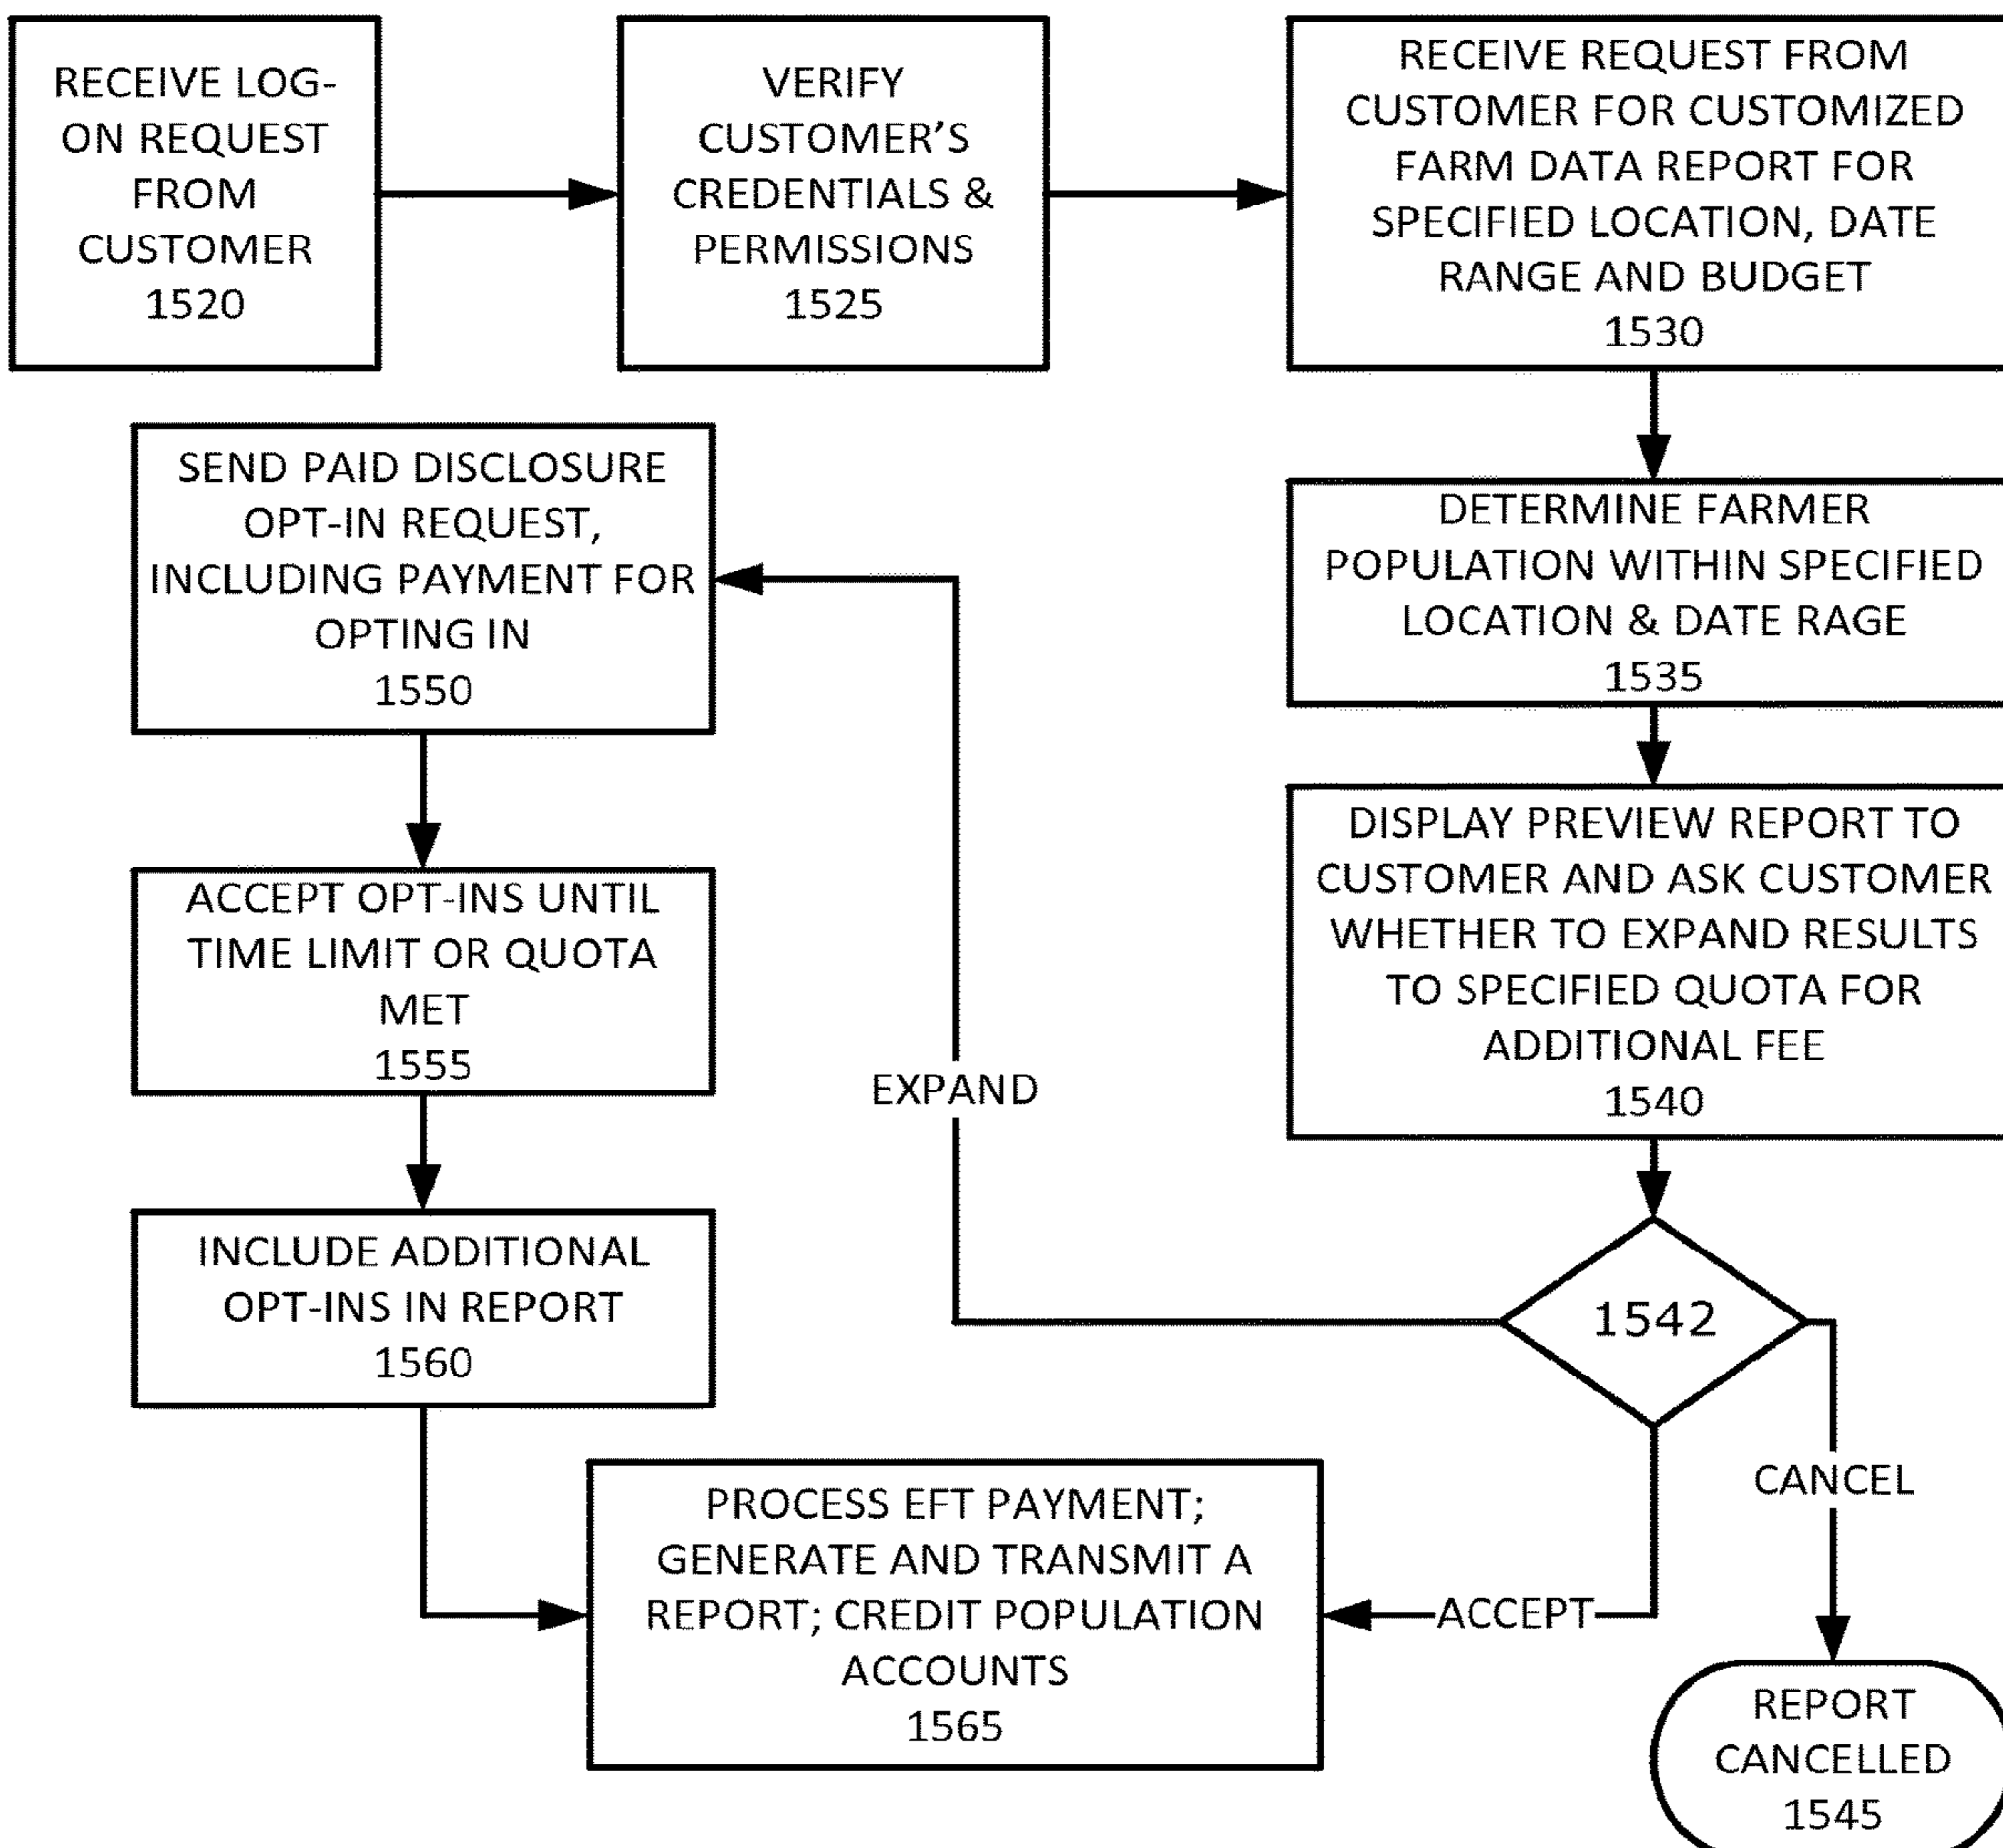 RECEIVE LOG-
ON REQUEST
FROM
CUSTOMER
1520
VERIFY
CUSTOMER'S
CREDENTIALS &
PERMISSIONS
1525
RECEIVE REQUEST FROM
CUSTOMER FOR CUSTOMIZED
FARM DATA REPORT FOR
SPECIFIED LOCATION, DATE
RANGE AND BUDGET
1530
DETERMINE FARMER
POPULATION WITHIN SPECIFIED
LOCATION & DATE RAGE
1535
DISPLAY PREVIEW REPORT TO
CUSTOMER AND ASK CUSTOMER
WHETHER TO EXPAND RESULTS
TO SPECIFIED QUOTA FOR
ADDITIONAL FEE
1540
1542
EXPAND
SEND PAID DISCLOSURE
OPT-IN REQUEST,
INCLUDING PAYMENT FOR
OPTING IN
1550
ACCEPT OPT-INS UNTIL
TIME LIMIT OR QUOTA
MET
1555
INCLUDE ADDITIONAL
OPT-INS IN REPORT
1560
PROCESS EFT PAYMENT;
GENERATE AND TRANSMIT A
REPORT; CREDIT POPULATION
ACCOUNTS
1565
ACCEPT
CANCEL
REPORT
CANCELLED
1545